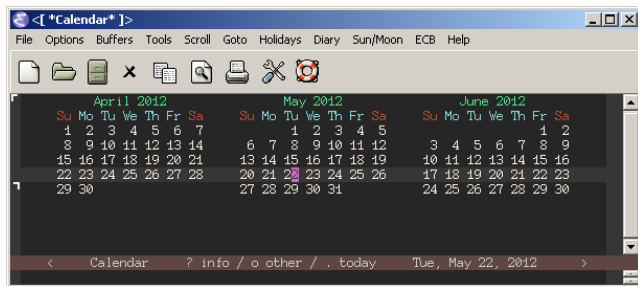 <[ *Calendar* ]>
File Options Buffers Tools Scroll Goto Holidays Diary Sun/Moon ECB Help
April 2012 May 2012 June 2012
Su Mo Tu We Th Fr Sa Su Mo Tu We Th Fr Sa Su Mo Tu We Th Fr Sa
1 2 3 4 5 6 7 1 2 3 4 5 1 2
8 9 10 11 12 13 14 6 7 8 9 10 11 12 3 4 5 6 7 8 9
15 16 17 18 19 20 21 13 14 15 16 17 18 19 10 11 12 13 14 15 16
22 23 24 25 26 27 28 20 21 22 23 24 25 26 17 18 19 20 21 22 23
29 30 27 28 29 30 31 24 25 26 27 28 29 30
< Calendar ? info / o other / . today Tue, May 22, 2012 >